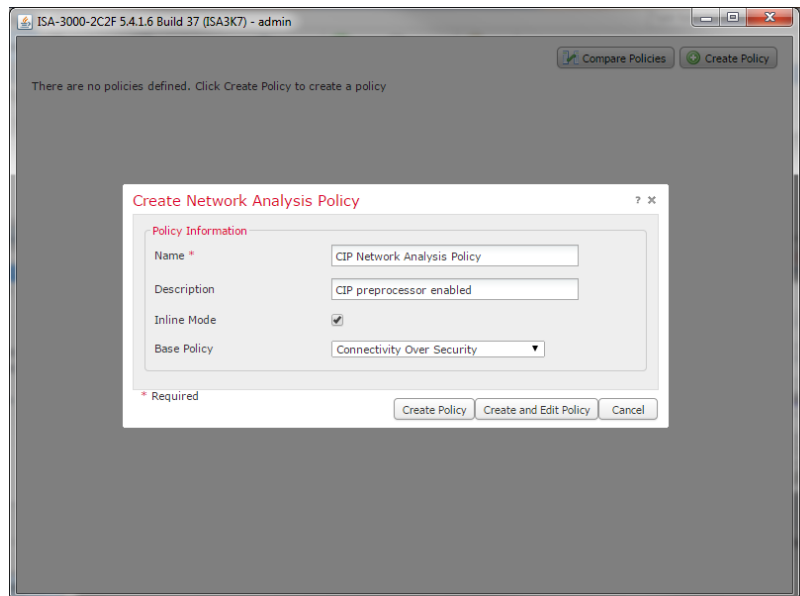 ISA-3000-2C2F 5.4.1.6 Build 37 (ISA3K7) - admin
Compare Policies Create Policy
There are no policies defined. Click Create Policy to create a policy
Create Network Analysis Policy ?
Policy Information
Name * CIP Network Analysis Policy
Description CIP preprocessor enabled
Inline Mode
Base Policy Connectivity Over Security
* Required
Create Policy Create and Edit Policy Cancel